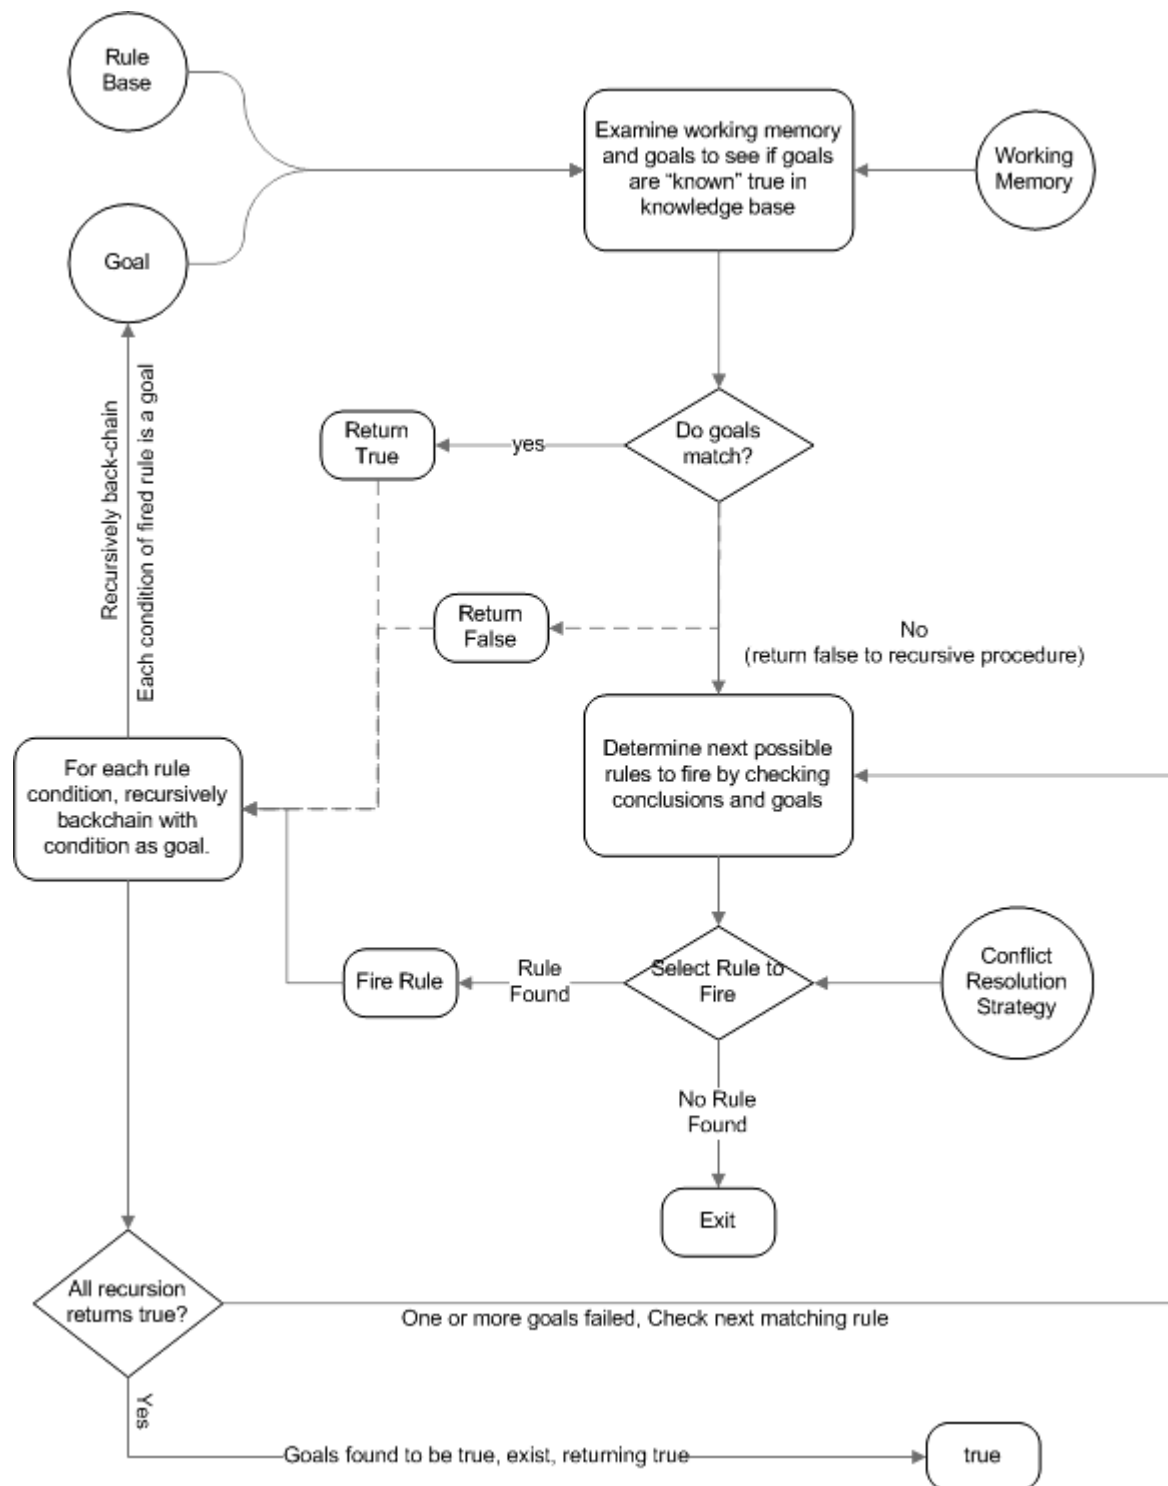 Rule
Base
Examine working memory
and goals to see if goals
are “known” true in
knowledge base
Working
Memory
Goal
Recursively back-chain
Each condition of fired rule is a goal
Return
True
yes
Do goals
match?
Return
False
No
(return false to recursive procedure)
For each rule
condition, recursively
backchain with
condition as goal.
Determine next possible
rules to fire by checking
conclusions and goals
Fire Rule
Rule
Found
Select Rule to
Fire
Conflict
Resolution
Strategy
No Rule
Found
Exit
All recursion
returns true?
One or more goals failed, Check next matching rule
Yes
Goals found to be true, exist, returning true
true